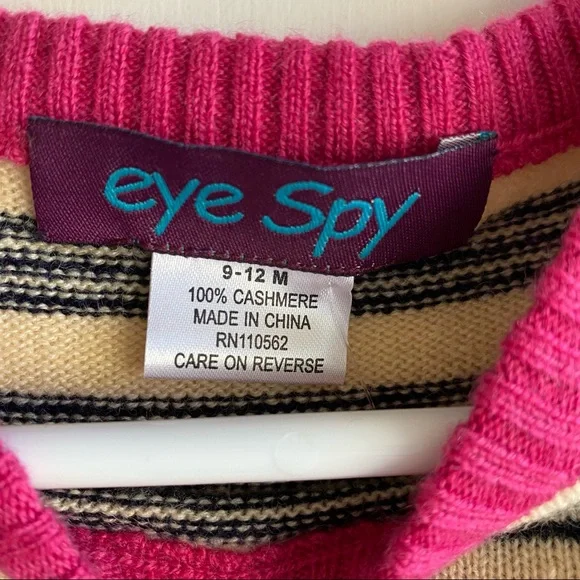 eye Spy
9-12 M
100% CASHMERE
MADE IN CHINA
RN110562
CARE ON REVERSE